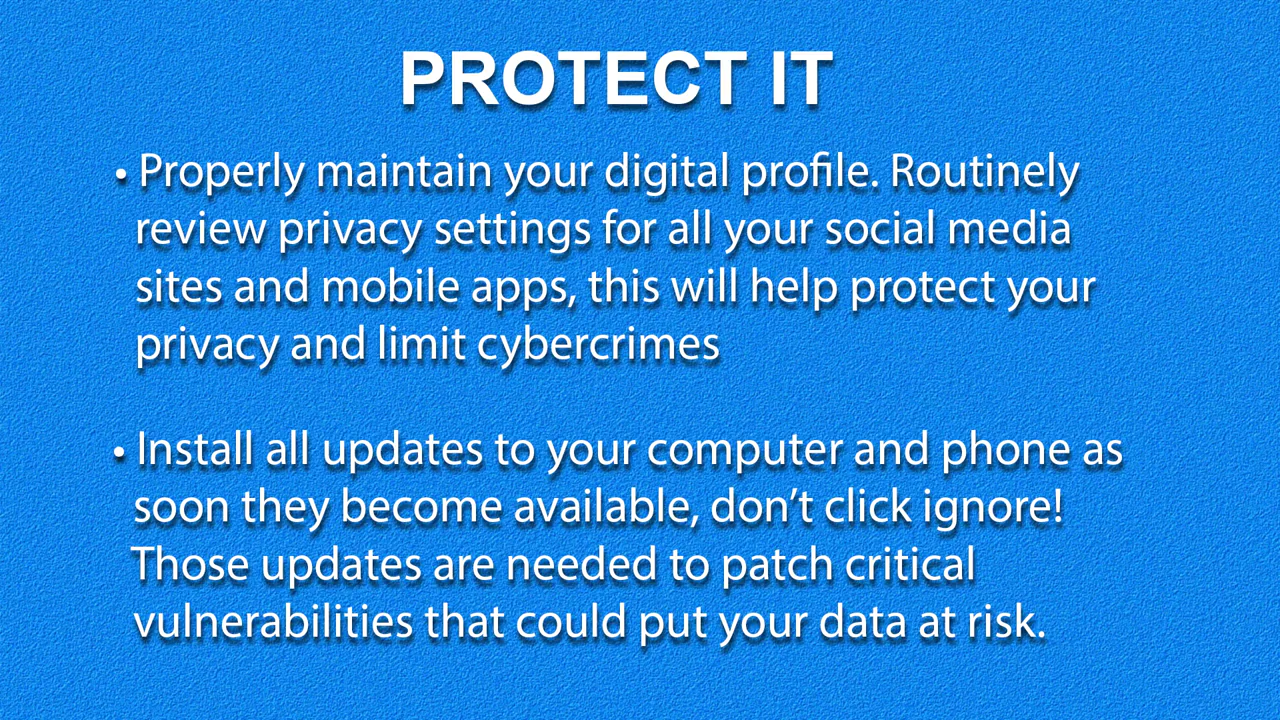 PROTECT IT
• Properly maintain your digital profile. Routinely
review privacy settings for all your social media
sites and mobile apps, this will help protect your
privacy and limit cybercrimes
• Install all updates to your computer and phone as
soon they become available, don’t click ignore!
Those updates are needed to patch critical
vulnerabilities that could put your data at risk.